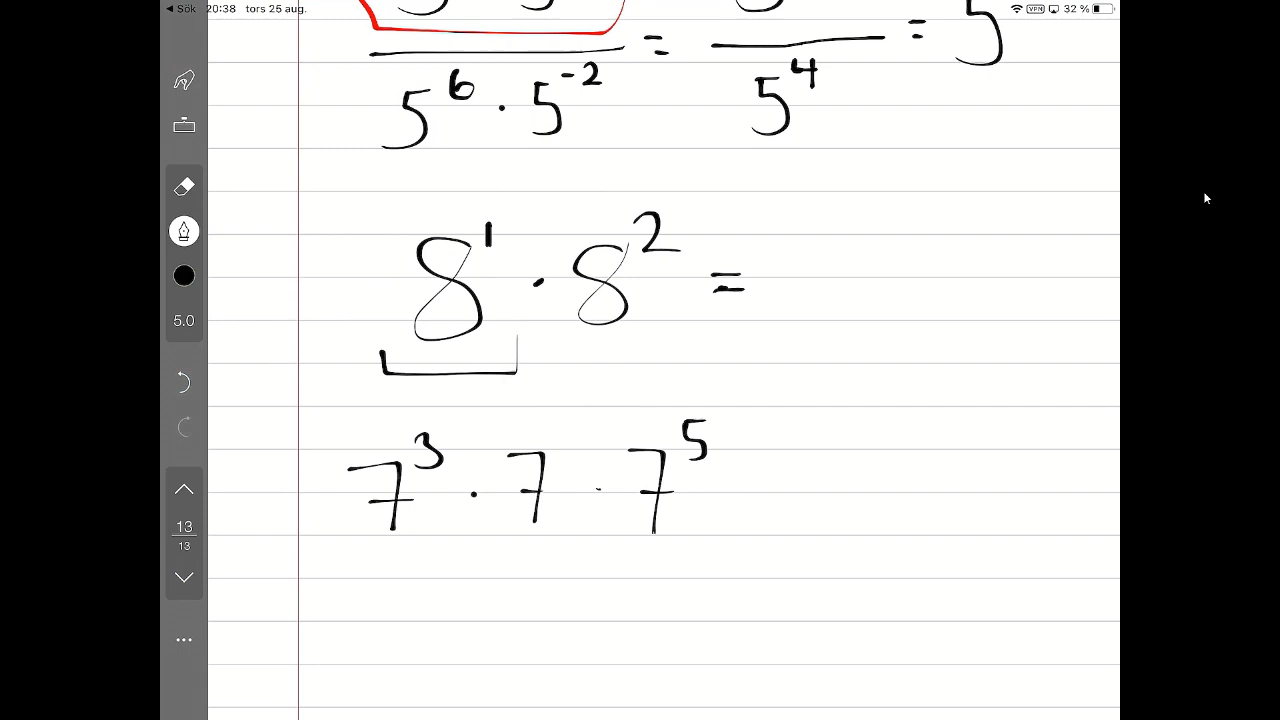 Sök 20:38 tors 25 aug. VPN 32 %
= = 5
5⁶ · 5⁻² 5⁴
8¹ · 8² =
5.0
7³ · 7 · 7⁵
13
13